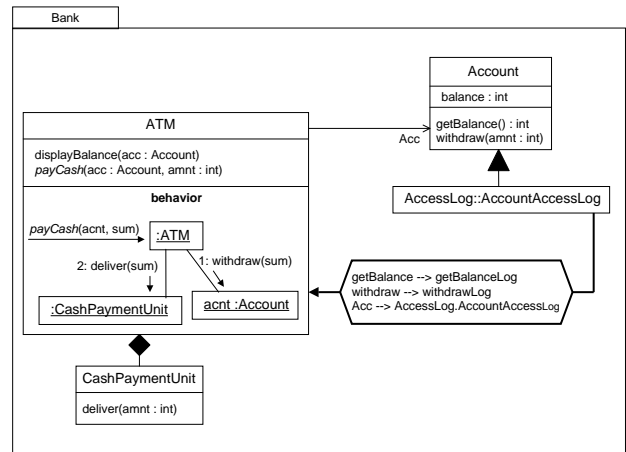 Bank
Account
balance : int
getBalance() : int
withdraw(amnt : int)
ATM
displayBalance(acc : Account)
payCash(acc : Account, amnt : int)
Acc
behavior
AccessLog::AccountAccessLog
payCash(acnt, sum)
:ATM
2: deliver(sum)
1: withdraw(sum)
:CashPaymentUnit
acnt :Account
getBalance --> getBalanceLog
withdraw --> withdrawLog
Acc --> AccessLog.AccountAccessLog
CashPaymentUnit
deliver(amnt : int)